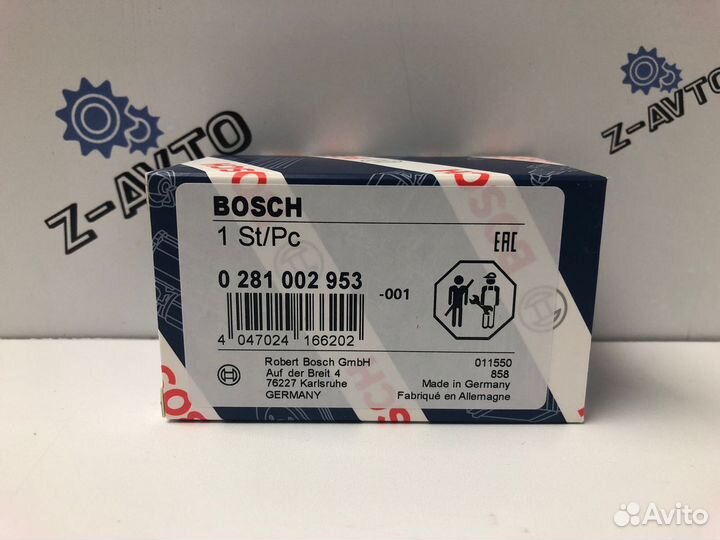 Z-AVTO
Z-AVTO
BOSCH
1 St/Pc
EAC
0 281 002 953
-001
4 047024 166202
Robert Bosch GmbH
Auf der Breit 4
76227 Karlsruhe
GERMANY
011550
858
Made in Germany
Fabriqué en Allemagne
Avito